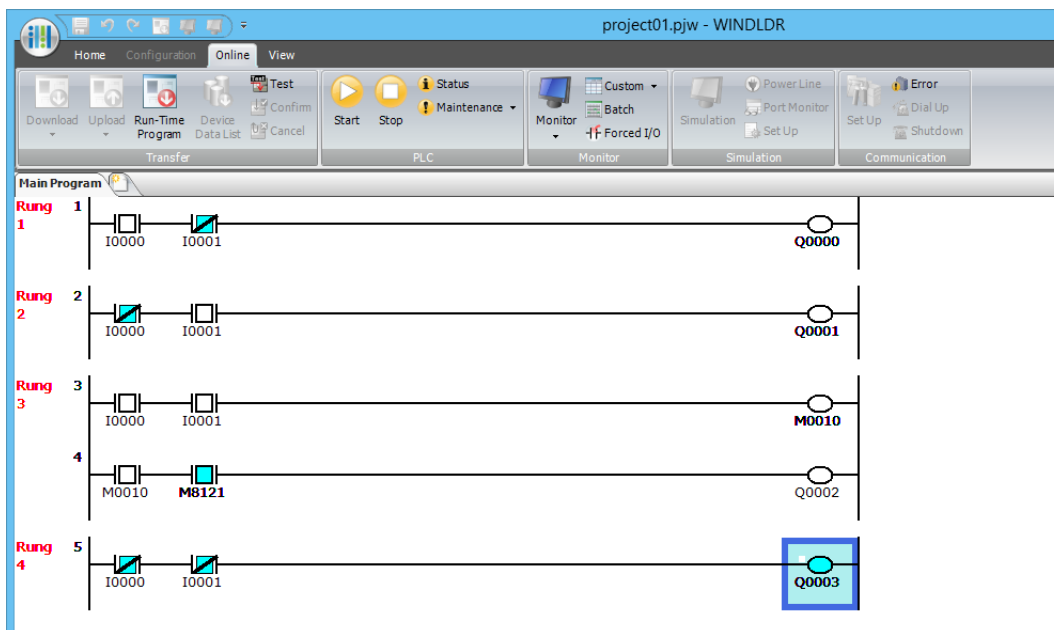 project01.pjw - WINDLDR
Home Configuration Online View
Download Upload Run-Time Program Device Data List Test Confirm Cancel
Transfer
Start Stop Status Maintenance
PLC
Monitor Custom Batch Forced I/O
Monitor
Simulation Power Line Port Monitor Set Up
Simulation
Set Up Error Dial Up Shutdown
Communication
Main Program
Rung 1
1
I0000 I0001 Q0000
Rung 2
2
I0000 I0001 Q0001
Rung 3
3
I0000 I0001 M0010
4
M0010 M8121 Q0002
Rung 5
4
I0000 I0001 Q0003